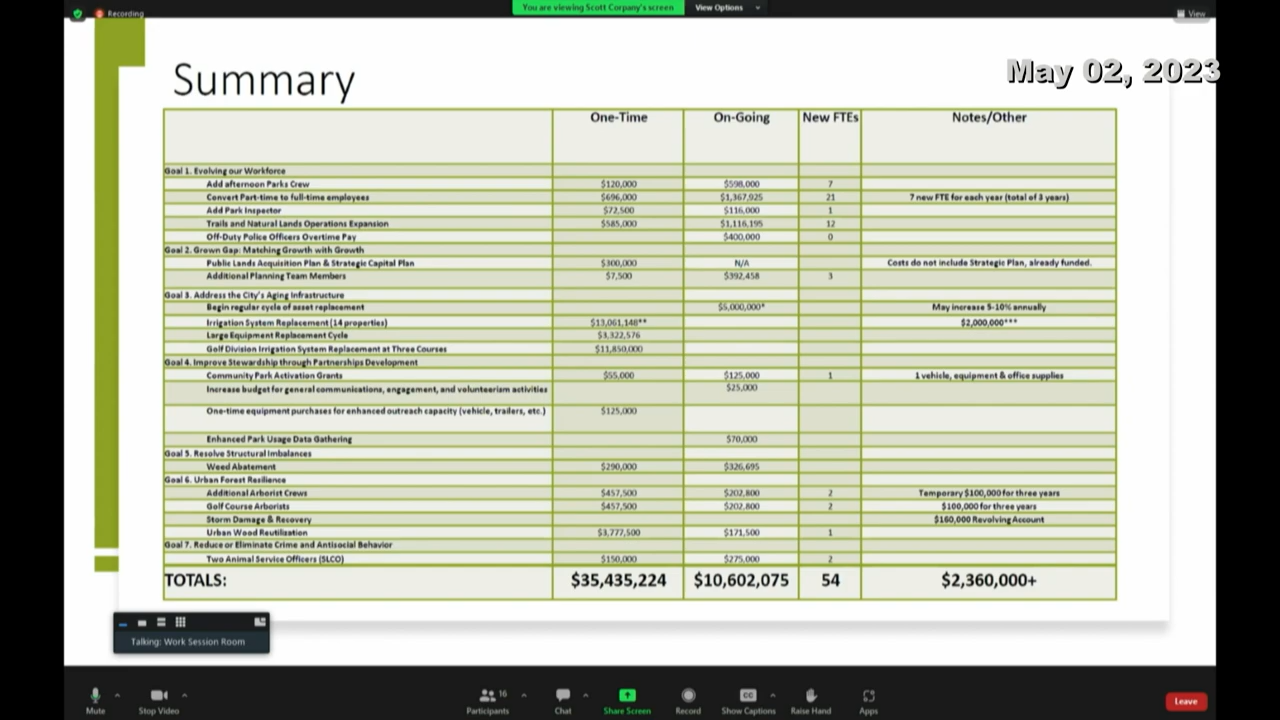 Recording
You are viewing Scott Corpany's screen
View Options
View
May 02, 2023
Summary
One-Time On-Going New FTEs Notes/Other
Goal 1. Evolving our Workforce
Add afternoon Parks Crew $120,000 $598,000 7
Convert Part-time to full-time employees $696,000 $1,367,925 21 7 new FTE for each year (total of 3 years)
Add Park Inspector $72,500 $116,000 1
Trails and Natural Lands Operations Expansion $585,000 $1,116,195 12
Off-Duty Police Officers Overtime Pay $400,000 0
Goal 2. Grown Gap: Matching Growth with Growth
Public Lands Acquisition Plan & Strategic Capital Plan $300,000 N/A Costs do not include Strategic Plan, already funded.
Additional Planning Team Members $7,500 $392,458 3
Goal 3. Address the City's Aging Infrastructure
Begin regular cycle of asset replacement $5,000,000* May increase 5-10% annually
Irrigation System Replacement (14 properties) $13,061,148** $2,000,000***
Large Equipment Replacement Cycle $3,322,576
Golf Division Irrigation System Replacement at Three Courses $11,850,000
Goal 4. Improve Stewardship through Partnerships Development
Community Park Activation Grants $55,000 $125,000 1 1 vehicle, equipment & office supplies
Increase budget for general communications, engagement, and volunteerism activities $25,000
One-time equipment purchases for enhanced outreach capacity (vehicle, trailers, etc.) $125,000
Enhanced Park Usage Data Gathering $70,000
Goal 5. Resolve Structural Imbalances
Weed Abatement $290,000 $326,695
Goal 6. Urban Forest Resilience
Additional Arborist Crews $457,500 $202,800 2 Temporary $100,000 for three years
Golf Course Arborists $457,500 $202,800 2 $100,000 for three years
Storm Damage & Recovery $160,000 Revolving Account
Urban Wood Reutilization $3,777,500 $171,500 1
Goal 7. Reduce or Eliminate Crime and Antisocial Behavior
Two Animal Service Officers (SLCO) $150,000 $275,000 2
TOTALS: $35,435,224 $10,602,075 54 $2,360,000+
Talking: Work Session Room
Mute
Stop Video
Participants 16
Chat
Share Screen
Record
CC
Show Captions
Raise Hand
Apps
Leave